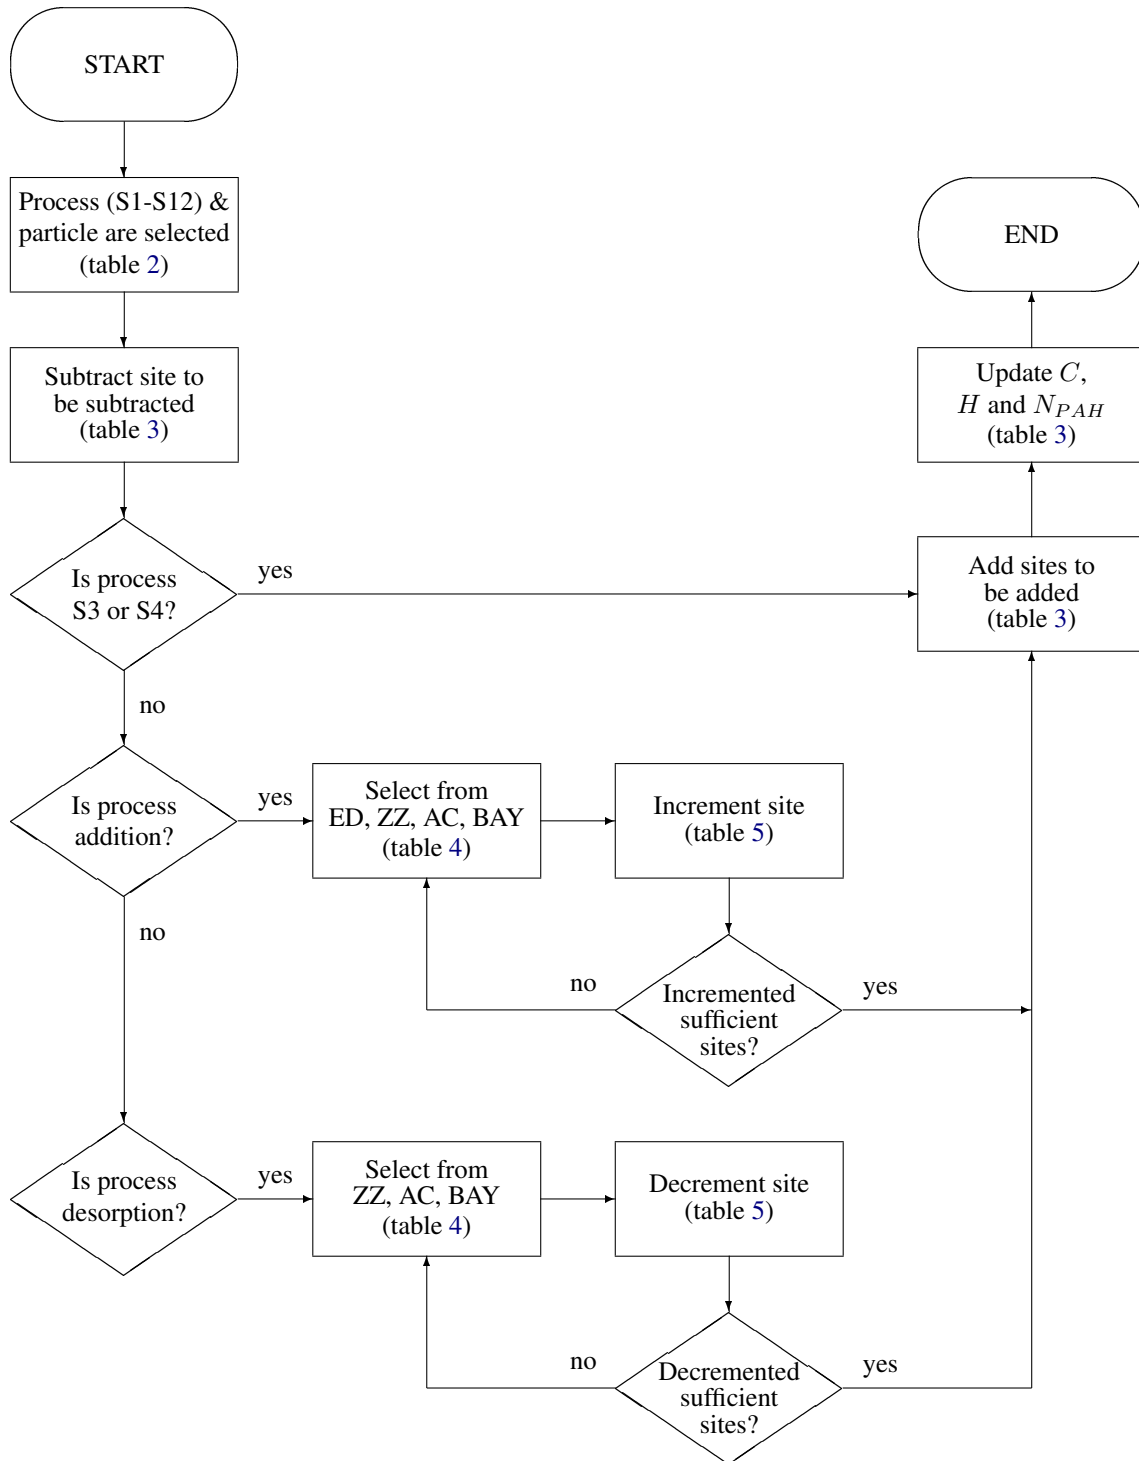 START
Process (S1-S12) &
particle are selected
(table 2)
END
Subtract site to
be subtracted
(table 3)
Update C,
H and N_{PAH}
(table 3)
Is process
S3 or S4?
yes
Add sites to
be added
(table 3)
no
Is process
addition?
yes
Select from
ED, ZZ, AC, BAY
(table 4)
Increment site
(table 5)
no
no
Incremented
sufficient
sites?
yes
Is process
desorption?
yes
Select from
ZZ, AC, BAY
(table 4)
Decrement site
(table 5)
no
Decremented
sufficient
sites?
yes